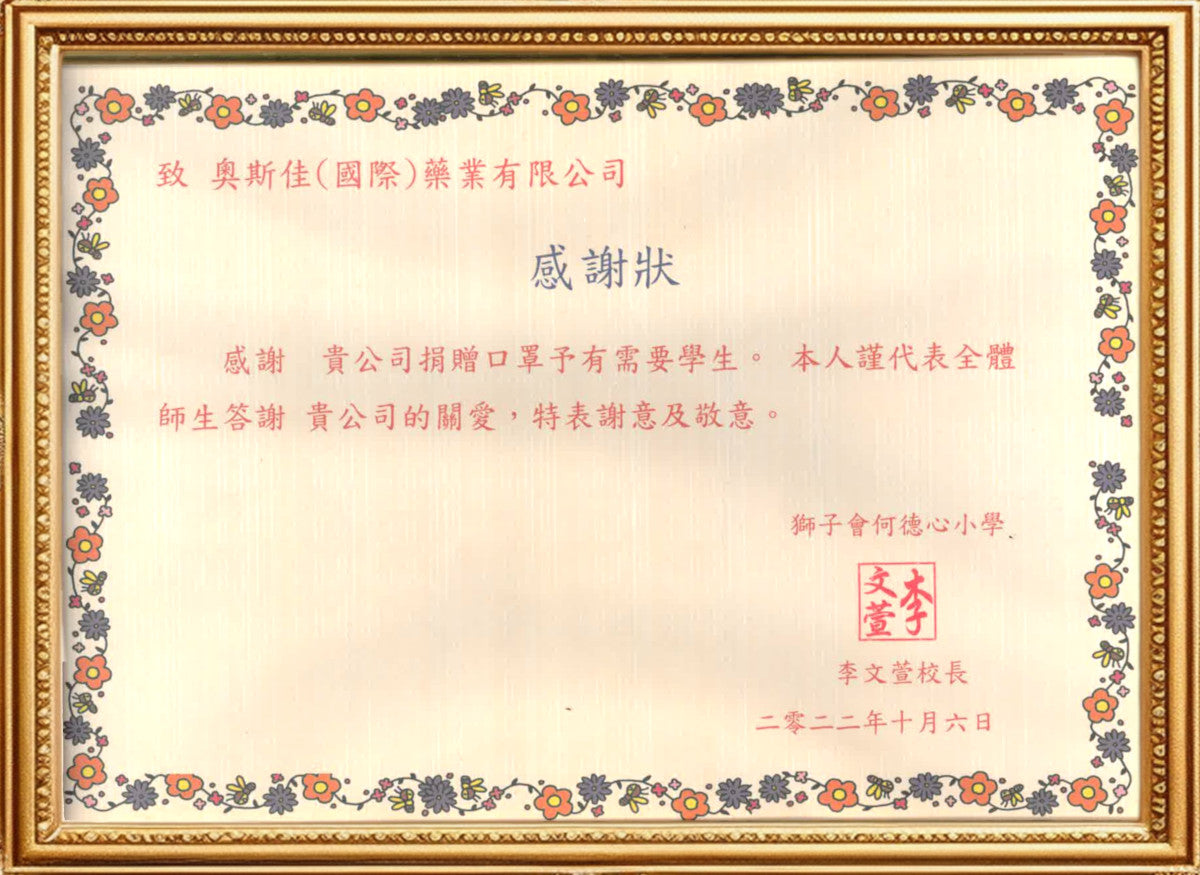 致 奧斯佳(國際)藥業有限公司
感謝狀
感謝 貴公司捐贈口罩予有需要學生。 本人謹代表全體
師生答謝 貴公司的關愛,特表謝意及敬意。
獅子會何德心小學
李文萱
李文萱校長
二零二二年十月六日